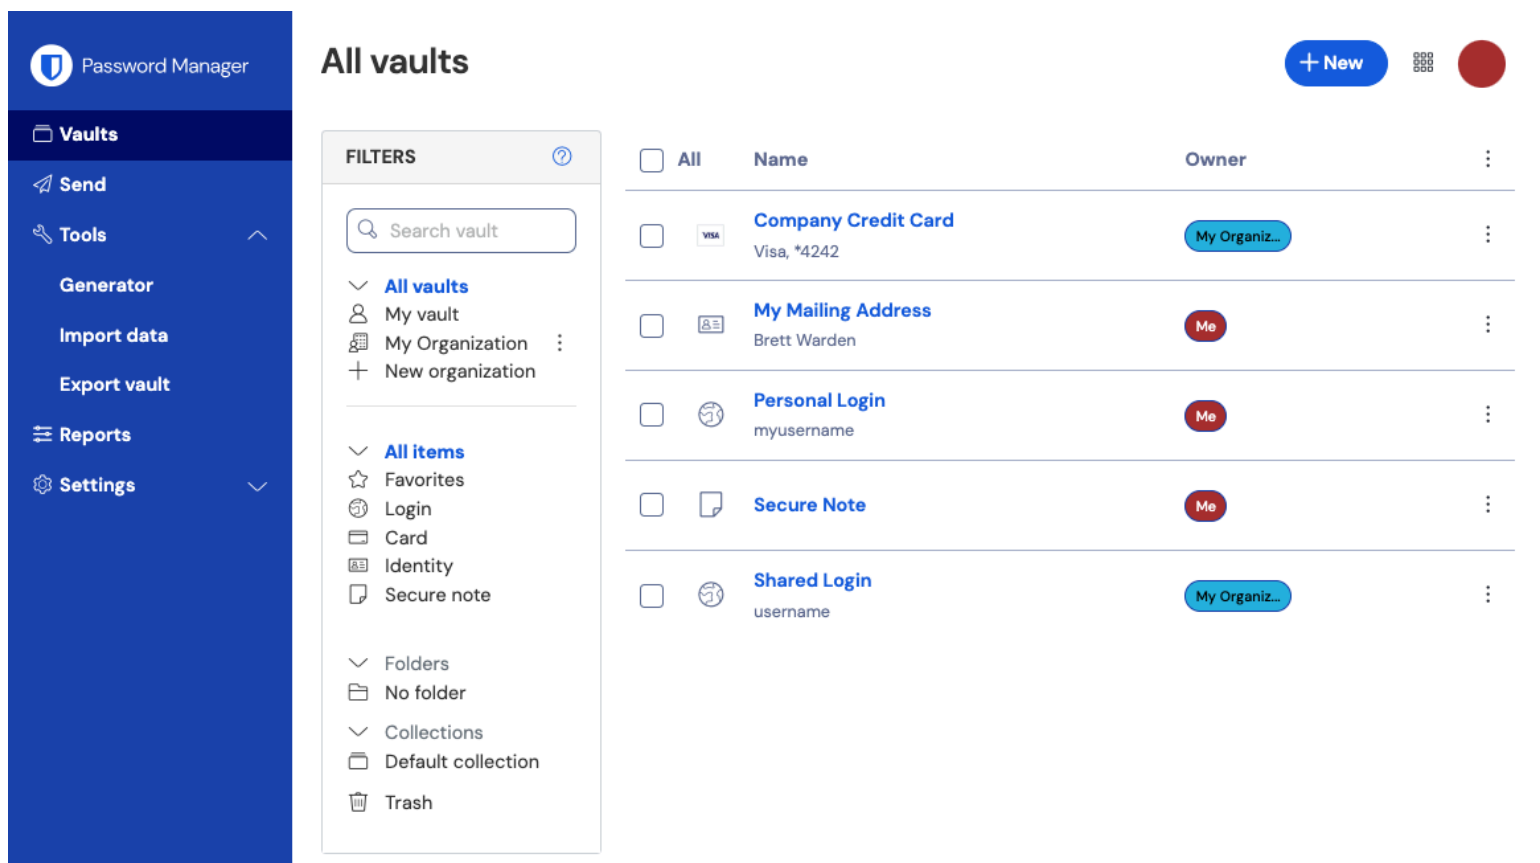 Password Manager
Vaults
Send
Tools
Generator
Import data
Export vault
Reports
Settings
All vaults
New
FILTERS
Search vault
All vaults
My vault
My Organization
New organization
All items
Favorites
Login
Card
Identity
Secure note
Folders
No folder
Collections
Default collection
Trash
All Name Owner
VISA Company Credit Card My Organiz...
Visa, *4242
My Mailing Address Me
Brett Warden
Personal Login Me
myusername
Secure Note Me
Shared Login My Organiz...
username